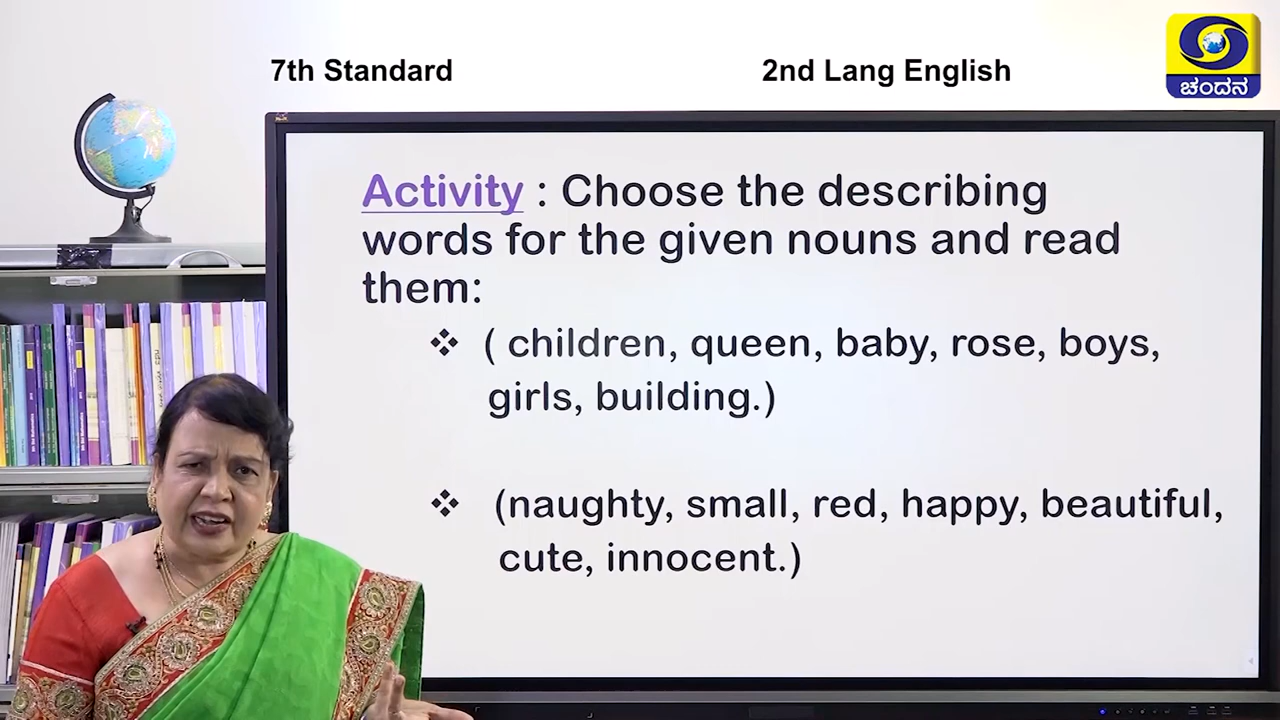 7th Standard
2nd Lang English
ಚಂದನ
Activity : Choose the describing
words for the given nouns and read
them:
( children, queen, baby, rose, boys,
girls, building.)
(naughty, small, red, happy, beautiful,
cute, innocent.)